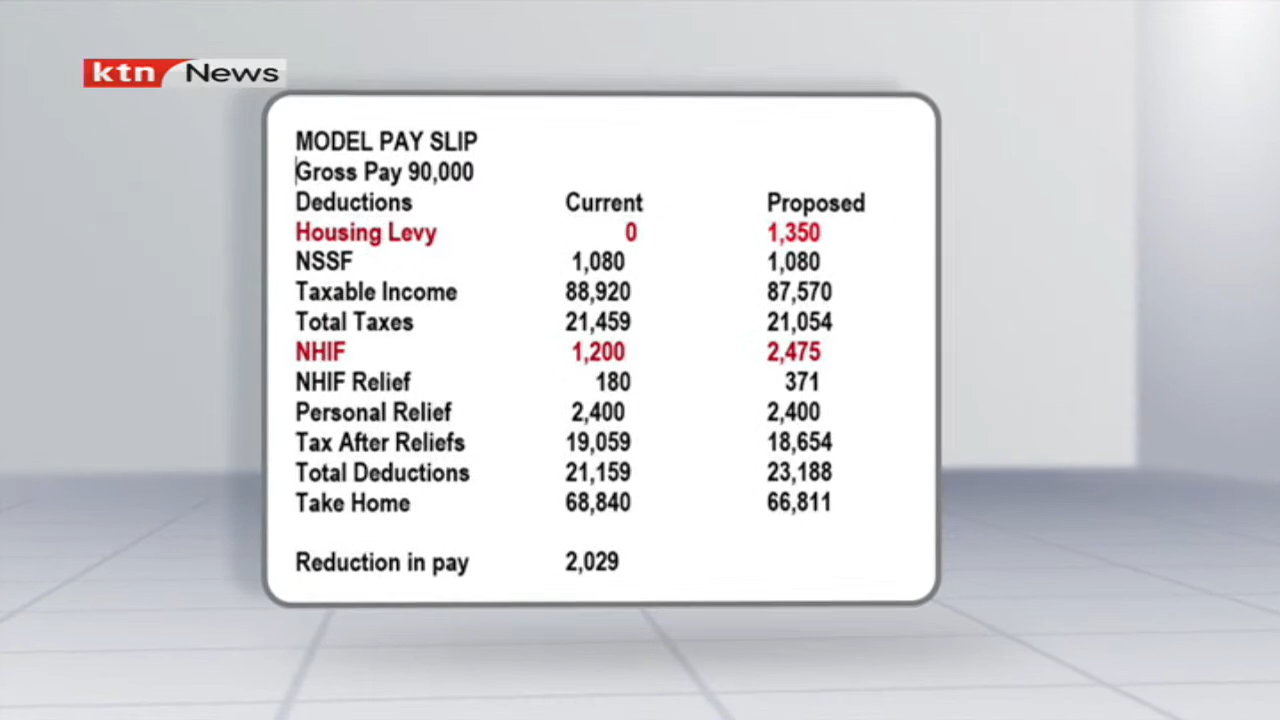 ktn News
MODEL PAY SLIP
Gross Pay 90,000
Deductions Current Proposed
Housing Levy 0 1,350
NSSF 1,080 1,080
Taxable Income 88,920 87,570
Total Taxes 21,459 21,054
NHIF 1,200 2,475
NHIF Relief 180 371
Personal Relief 2,400 2,400
Tax After Reliefs 19,059 18,654
Total Deductions 21,159 23,188
Take Home 68,840 66,811
Reduction in pay 2,029